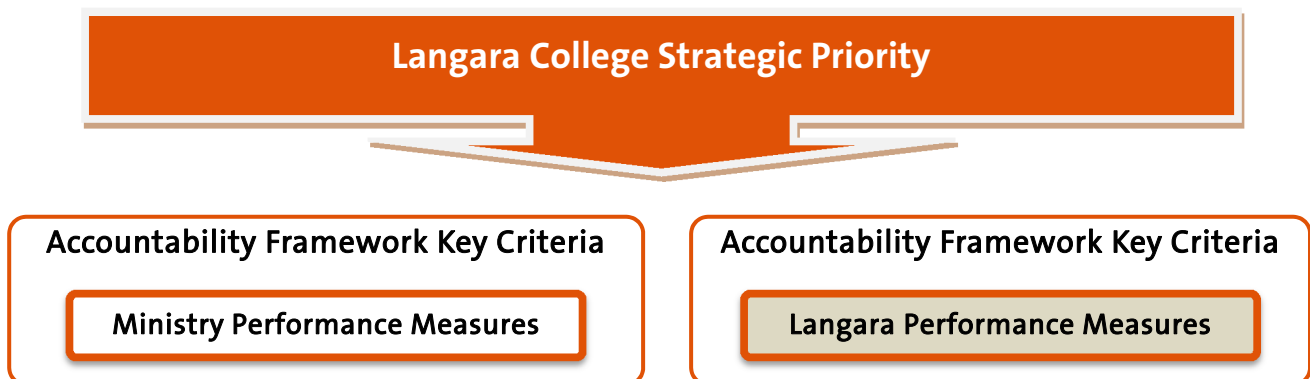 Langara College Strategic Priority
Accountability Framework Key Criteria
Ministry Performance Measures
Accountability Framework Key Criteria
Langara Performance Measures